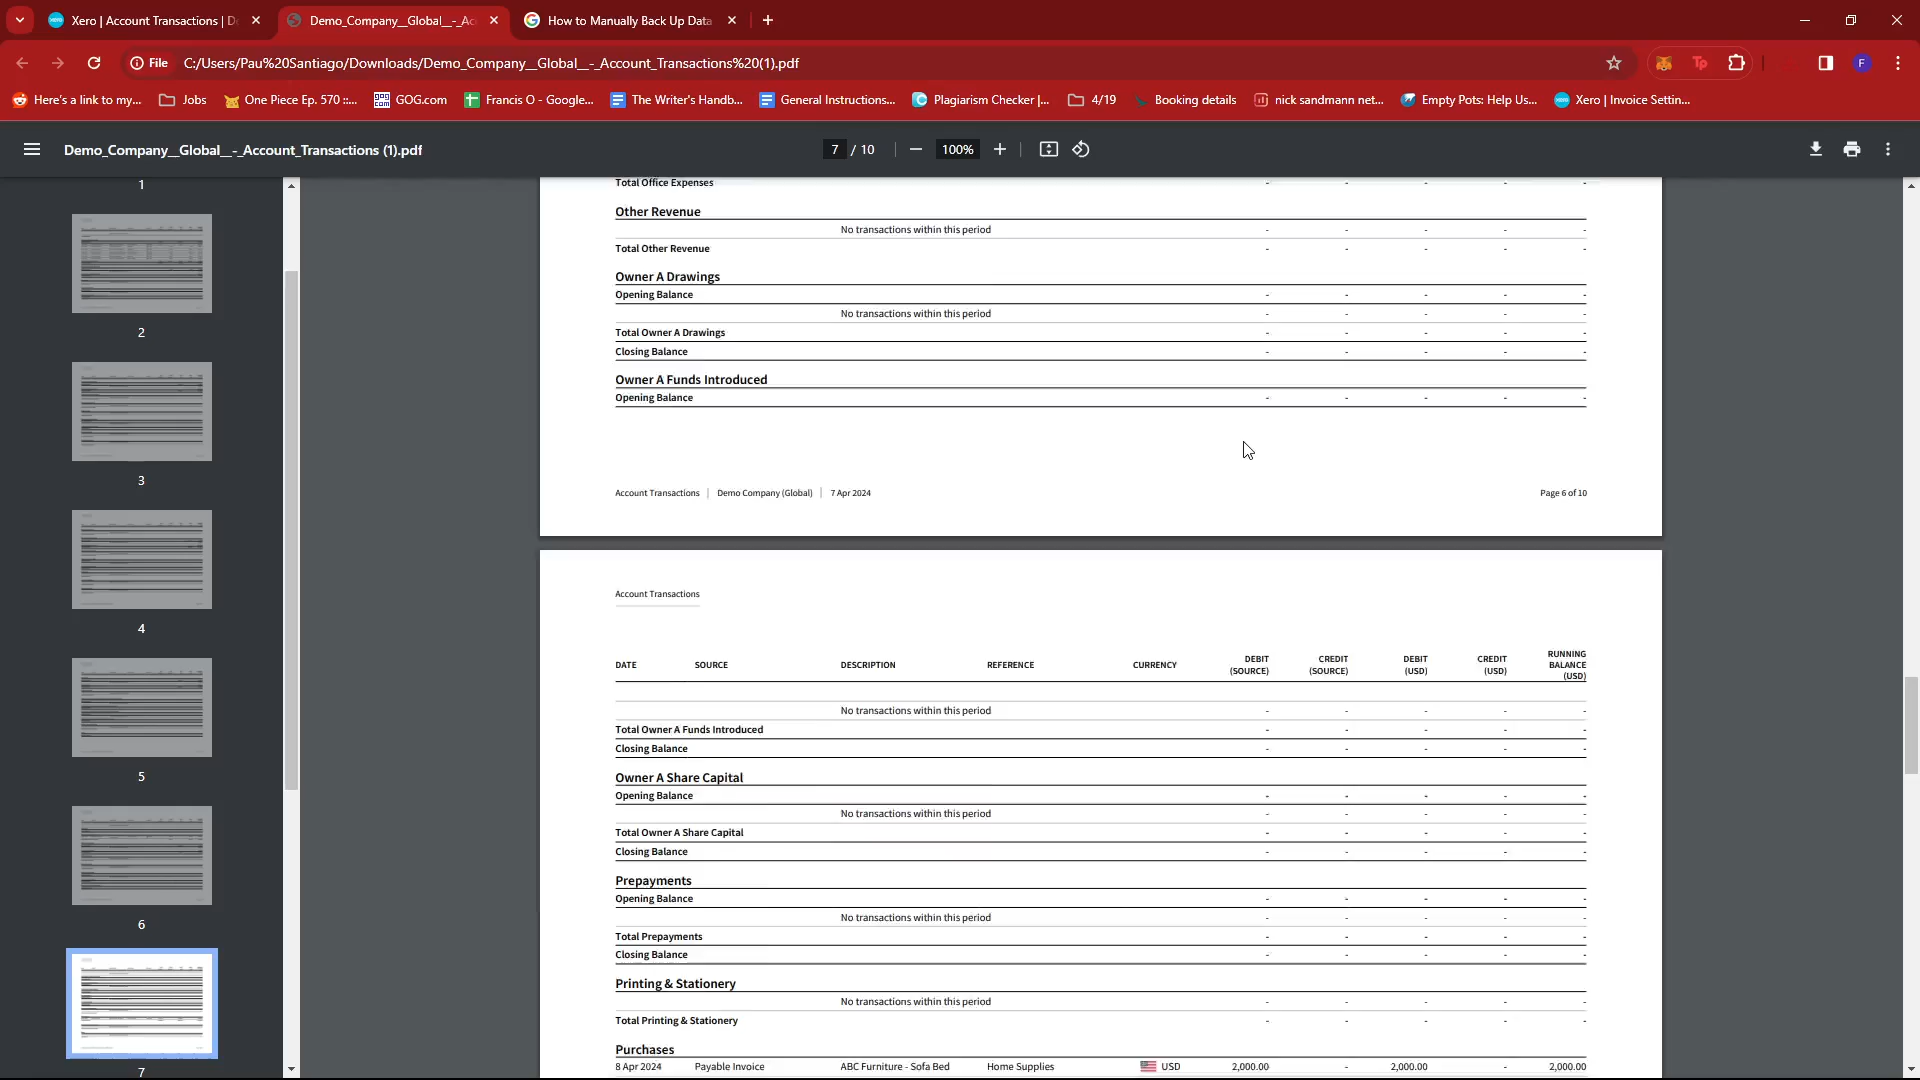 Xero | Account Transactions | D
Demo_Company__Global__-_Ac
How to Manually Back Up Data
File
C:/Users/Pau%20Santiago/Downloads/Demo_Company__Global__-_Account_Transactions%20(1).pdf
Tp
F
Here's a link to my...
Jobs
One Piece Ep. 570 ::...
GOG.com
Francis O - Google...
The Writer's Handb...
General Instructions...
Plagiarism Checker |...
4/19
Booking details
nick sandmann net...
Empty Pots: Help Us...
Xero | Invoice Settin...
Demo_Company__Global__-_Account_Transactions (1).pdf
7 / 10
100%
1
2
3
4
5
6
7
Total Office Expenses - - - - -
Other Revenue
No transactions within this period - - - - -
Total Other Revenue - - - - -
Owner A Drawings
Opening Balance - - - - -
No transactions within this period - - - - -
Total Owner A Drawings - - - - -
Closing Balance - - - - -
Owner A Funds Introduced
Opening Balance - - - - -
Account Transactions | Demo Company (Global) | 7 Apr 2024 Page 6 of 10
Account Transactions
DATE SOURCE DESCRIPTION REFERENCE CURRENCY DEBIT (SOURCE) CREDIT (SOURCE) DEBIT (USD) CREDIT (USD) RUNNING BALANCE (USD)
No transactions within this period - - - - -
Total Owner A Funds Introduced - - - - -
Closing Balance - - - - -
Owner A Share Capital
Opening Balance - - - - -
No transactions within this period - - - - -
Total Owner A Share Capital - - - - -
Closing Balance - - - - -
Prepayments
Opening Balance - - - - -
No transactions within this period - - - - -
Total Prepayments - - - - -
Closing Balance - - - - -
Printing & Stationery
No transactions within this period - - - - -
Total Printing & Stationery - - - - -
Purchases
8 Apr 2024 Payable Invoice ABC Furniture - Sofa Bed Home Supplies USD 2,000.00 - 2,000.00 - 2,000.00